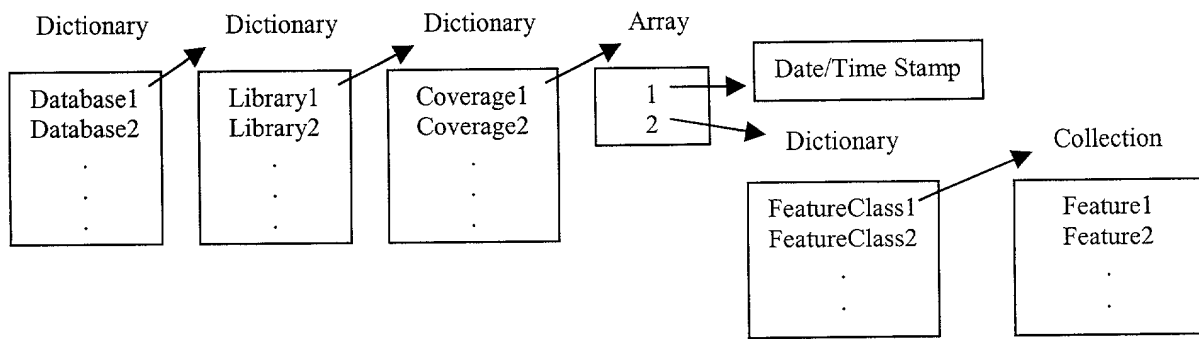 Dictionary
Dictionary
Dictionary
Array
Database1
Database2
.
.
.
Library1
Library2
.
.
.
Coverage1
Coverage2
.
.
.
1
2
Date/Time Stamp
Dictionary
FeatureClass1
FeatureClass2
.
.
Collection
Feature1
Feature2
.
.